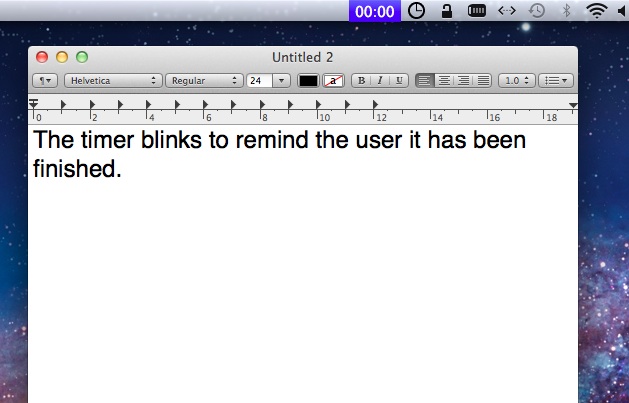 00:00
Untitled 2
¶ Helvetica Regular 24 a B I U 1.0
0 2 4 6 8 10 12 14 16 18
The timer blinks to remind the user it has been
finished.